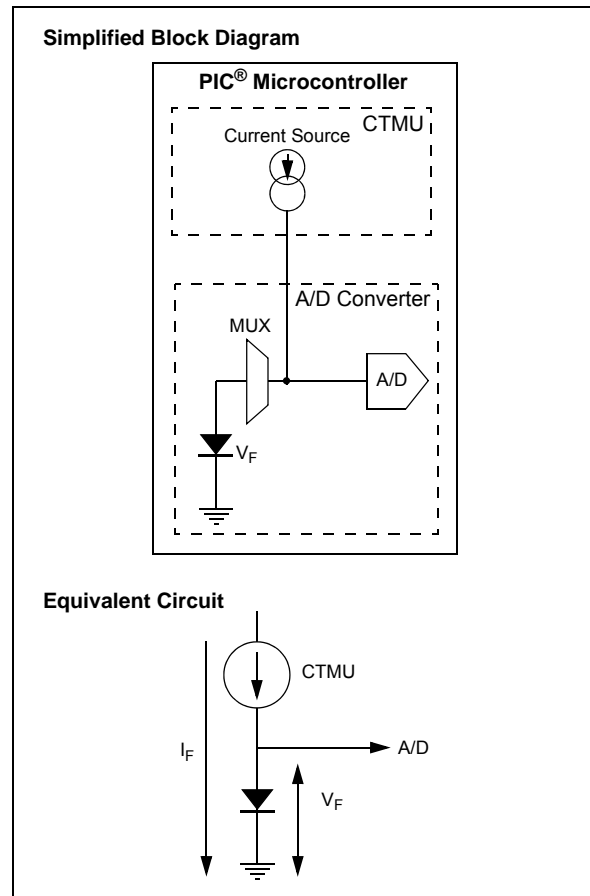 Simplified Block Diagram
PIC® Microcontroller
CTMU
Current Source
A/D Converter
MUX
A/D
VF
Equivalent Circuit
CTMU
IF
A/D
VF